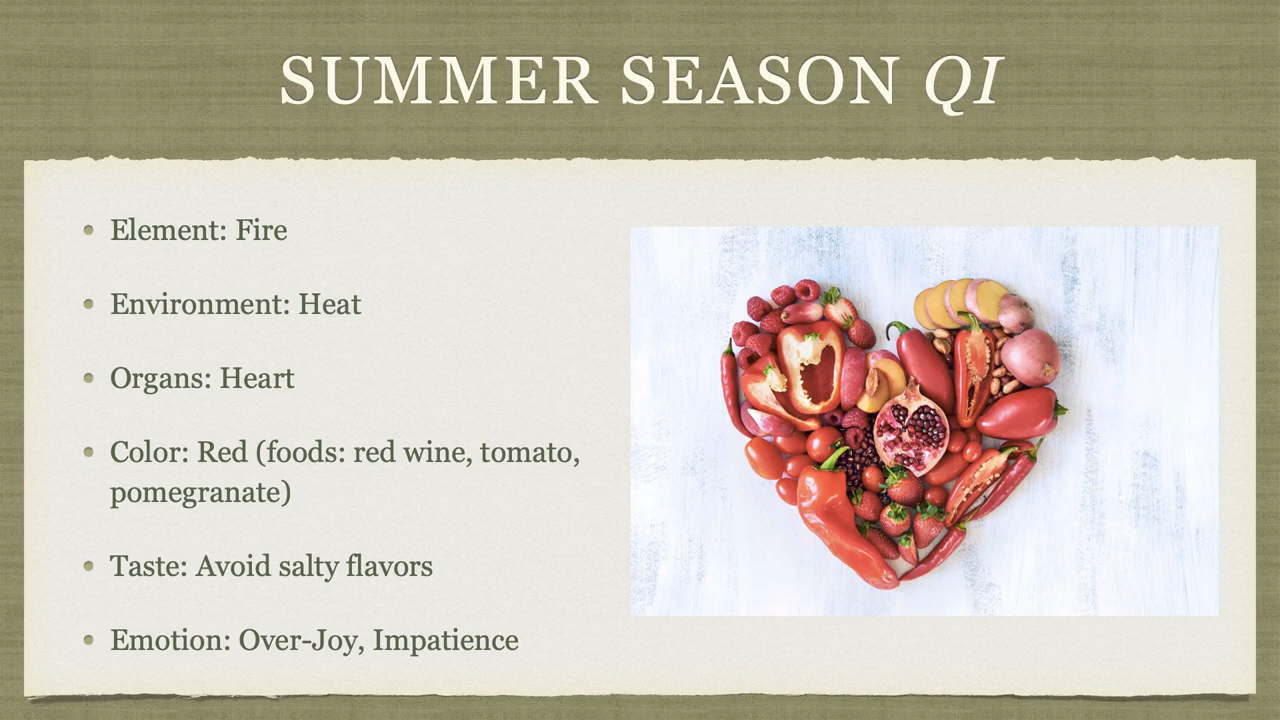 SUMMER SEASON QI
• Element: Fire
• Environment: Heat
• Organs: Heart
• Color: Red (foods: red wine, tomato,
pomegranate)
• Taste: Avoid salty flavors
• Emotion: Over-Joy, Impatience